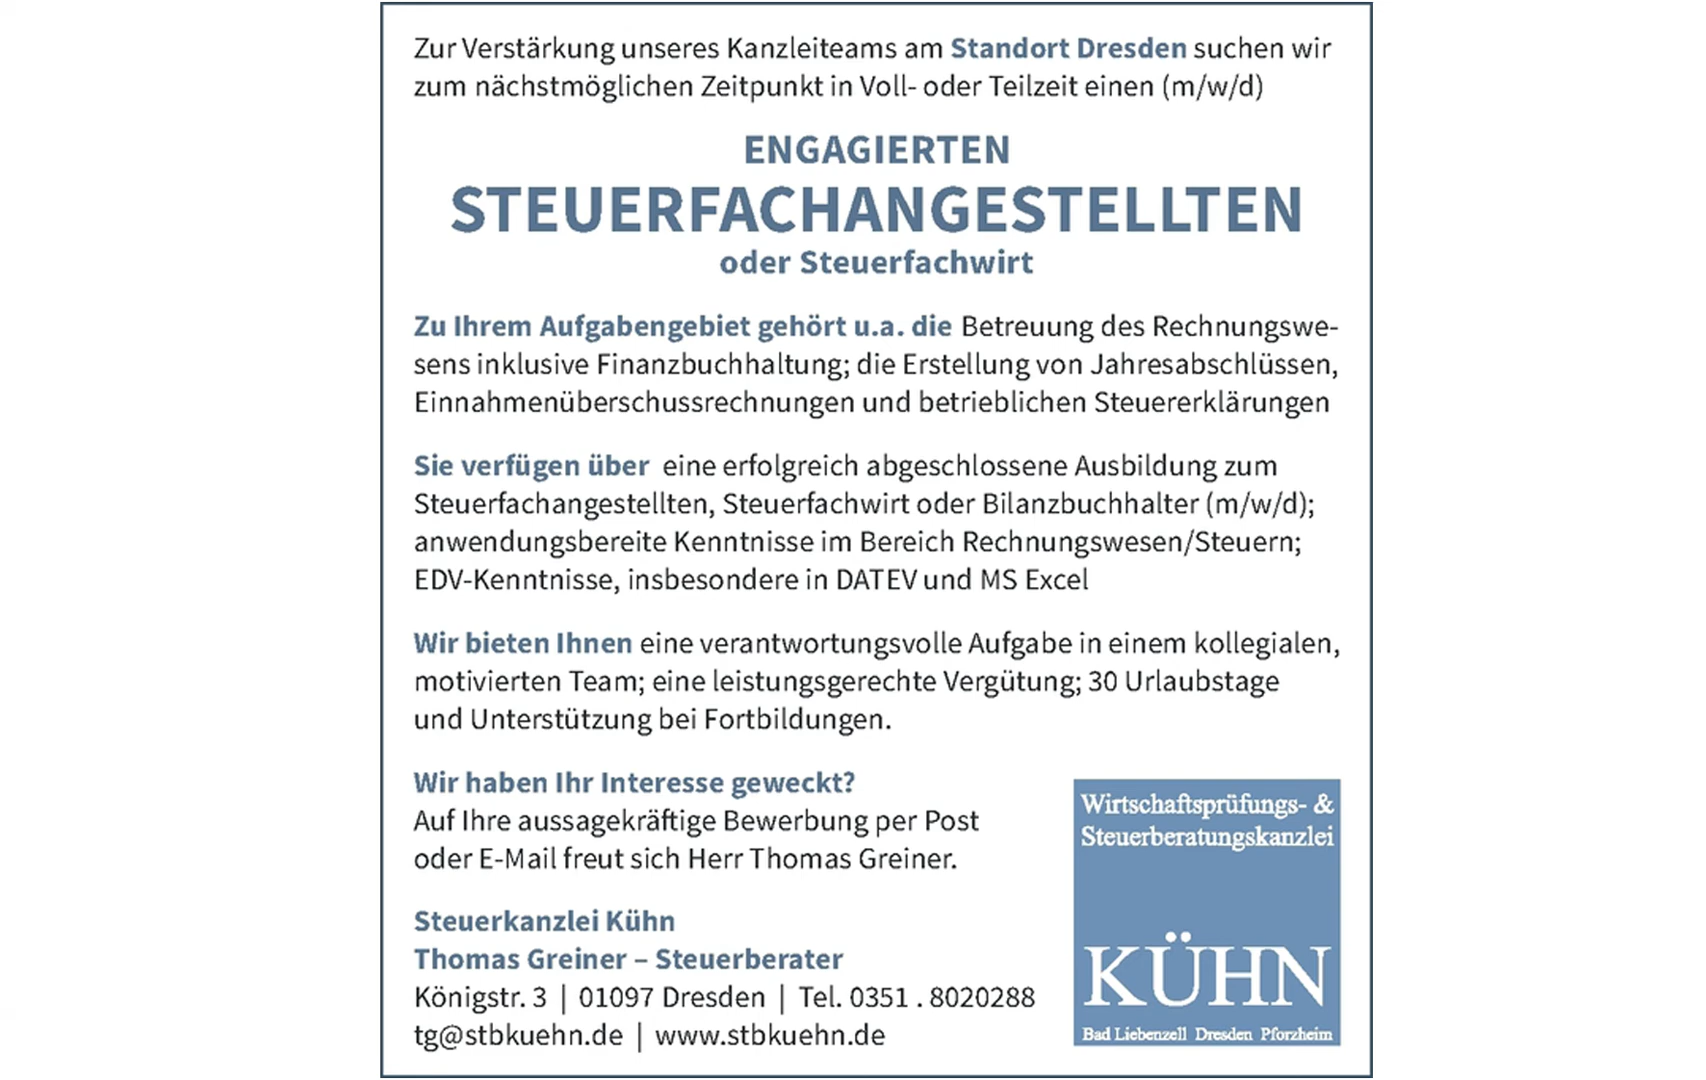 Zur Verstärkung unseres Kanzleiteams am Standort Dresden suchen wir
zum nächstmöglichen Zeitpunkt in Voll- oder Teilzeit einen (m/w/d)
ENGAGIERTEN
STEUERFACHANGESTELLTEN
oder Steuerfachwirt
Zu Ihrem Aufgabengebiet gehört u.a. die Betreuung des Rechnungswe-
sens inklusive Finanzbuchhaltung; die Erstellung von Jahresabschlüssen,
Einnahmenüberschussrechnungen und betrieblichen Steuererklärungen
Sie verfügen über eine erfolgreich abgeschlossene Ausbildung zum
Steuerfachangestellten, Steuerfachwirt oder Bilanzbuchhalter (m/w/d);
anwendungsbereite Kenntnisse im Bereich Rechnungswesen/Steuern;
EDV-Kenntnisse, insbesondere in DATEV und MS Excel
Wir bieten Ihnen eine verantwortungsvolle Aufgabe in einem kollegialen,
motivierten Team; eine leistungsgerechte Vergütung; 30 Urlaubstage
und Unterstützung bei Fortbildungen.
Wir haben Ihr Interesse geweckt?
Auf Ihre aussagekräftige Bewerbung per Post
oder E-Mail freut sich Herr Thomas Greiner.
Steuerkanzlei Kühn
Thomas Greiner – Steuerberater
Königstr. 3 | 01097 Dresden | Tel. 0351 . 8020288
tg@stbkuehn.de | www.stbkuehn.de
Wirtschaftsprüfungs- &
Steuerberatungskanzlei
KÜHN
Bad Liebenzell Dresden Pforzheim